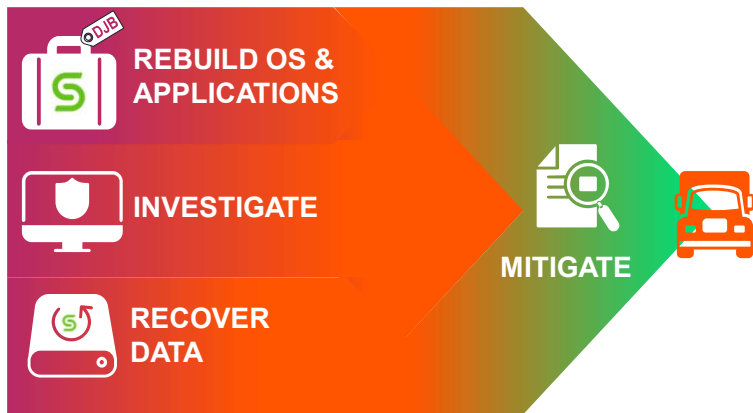 DJB
REBUILD OS &
APPLICATIONS
INVESTIGATE
MITIGATE
RECOVER
DATA